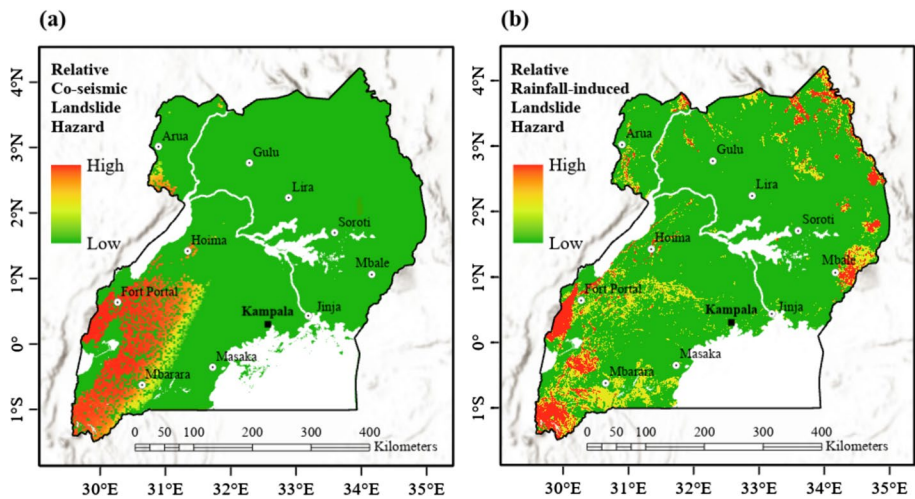 (a)
Relative
Co-seismic
Landslide
Hazard
High
Low
Arua
Gulu
Lira
Soroti
Hoima
Mbale
Fort Portal
Kampala
Jinja
Masaka
Mbarara
0 50 100 200 300 400
Kilometers
4°N
3°N
2°N
1°N
0°
1°S
30°E 31°E 32°E 33°E 34°E 35°E
(b)
Relative
Rainfall-induced
Landslide
Hazard
High
Low
Arua
Gulu
Lira
Soroti
Hoima
Mbale
Fort Portal
Kampala
Jinja
Masaka
Mbarara
0 50 100 200 300 400
Kilometers
4°N
3°N
2°N
1°N
0°
1°S
30°E 31°E 32°E 33°E 34°E 35°E